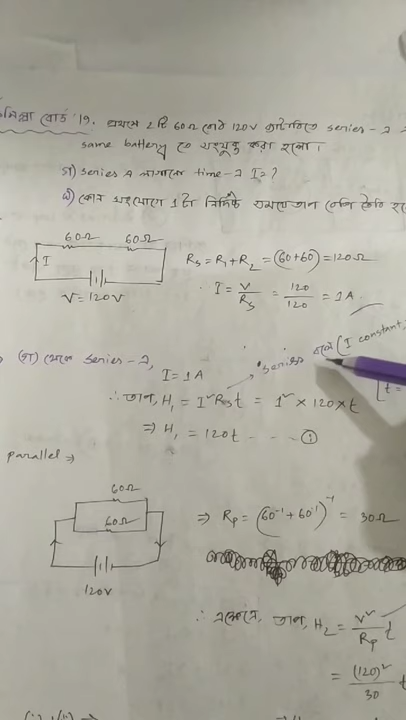 বোর্ড '19. প্রথমে 2টি 60Ω রোধ 120V ব্যাটারিতে series-এ
same battery তে সংযুক্ত করা হলো।
গ) series এ লাগানোর time-এ I=?
ঘ) কোন সংযোগে 1টা নির্দিষ্ট সময়ে তাপ বেশি তৈরি
60Ω 60Ω
I
V=120V
Rs = R1 + R2 = (60+60) = 120Ω
∴ I = V/Rs = 120/120 = 1A
(গ) থেকে series-এ,
I = 1A
series বলে (I constant,
∴ তাপ, H1 = I²Rst = 1² × 120 × t
[t =
⇒ H1 = 120t - - - ①
parallel ⇒
60Ω
60Ω
120V
⇒ Rp = (60⁻¹ + 60⁻¹)⁻¹ = 30Ω
∴ এক্ষেত্রে, তাপ, H2 = V²/Rp t
= (120)²/30 t